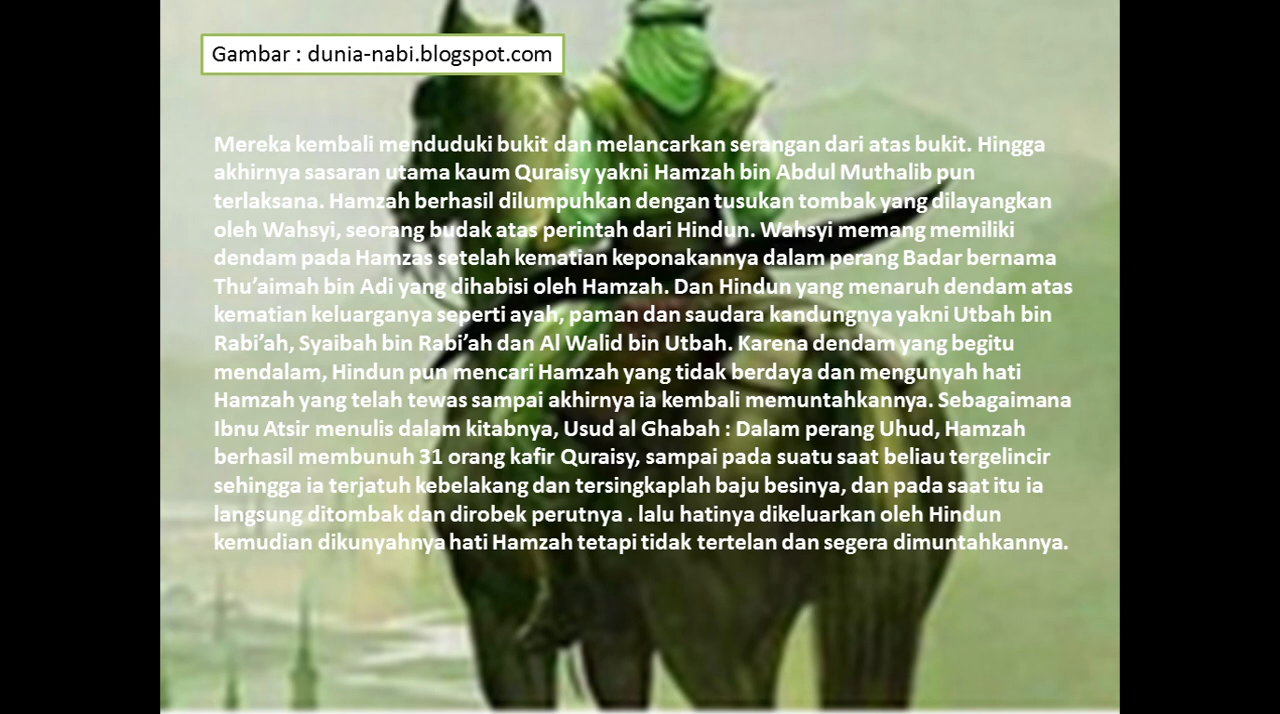 Gambar : dunia-nabi.blogspot.com
Mereka kembali menduduki bukit dan melancarkan serangan dari atas bukit. Hingga
akhirnya sasaran utama kaum Quraisy yakni Hamzah bin Abdul Muthalib pun
terlaksana. Hamzah berhasil dilumpuhkan dengan tusukan tombak yang dilayangkan
oleh Wahsyi, seorang budak atas perintah dari Hindun. Wahsyi memang memiliki
dendam pada Hamzas setelah kematian keponakannya dalam perang Badar bernama
Thu’aimah bin Adi yang dihabisi oleh Hamzah. Dan Hindun yang menaruh dendam atas
kematian keluarganya seperti ayah, paman dan saudara kandungnya yakni Utbah bin
Rabi’ah, Syaibah bin Rabi’ah dan Al Walid bin Utbah. Karena dendam yang begitu
mendalam, Hindun pun mencari Hamzah yang tidak berdaya dan mengunyah hati
Hamzah yang telah tewas sampai akhirnya ia kembali memuntahkannya. Sebagaimana
Ibnu Atsir menulis dalam kitabnya, Usud al Ghabah : Dalam perang Uhud, Hamzah
berhasil membunuh 31 orang kafir Quraisy, sampai pada suatu saat beliau tergelincir
sehingga ia terjatuh kebelakang dan tersingkaplah baju besinya, dan pada saat itu ia
langsung ditombak dan dirobek perutnya . lalu hatinya dikeluarkan oleh Hindun
kemudian dikunyahnya hati Hamzah tetapi tidak tertelan dan segera dimuntahkannya.